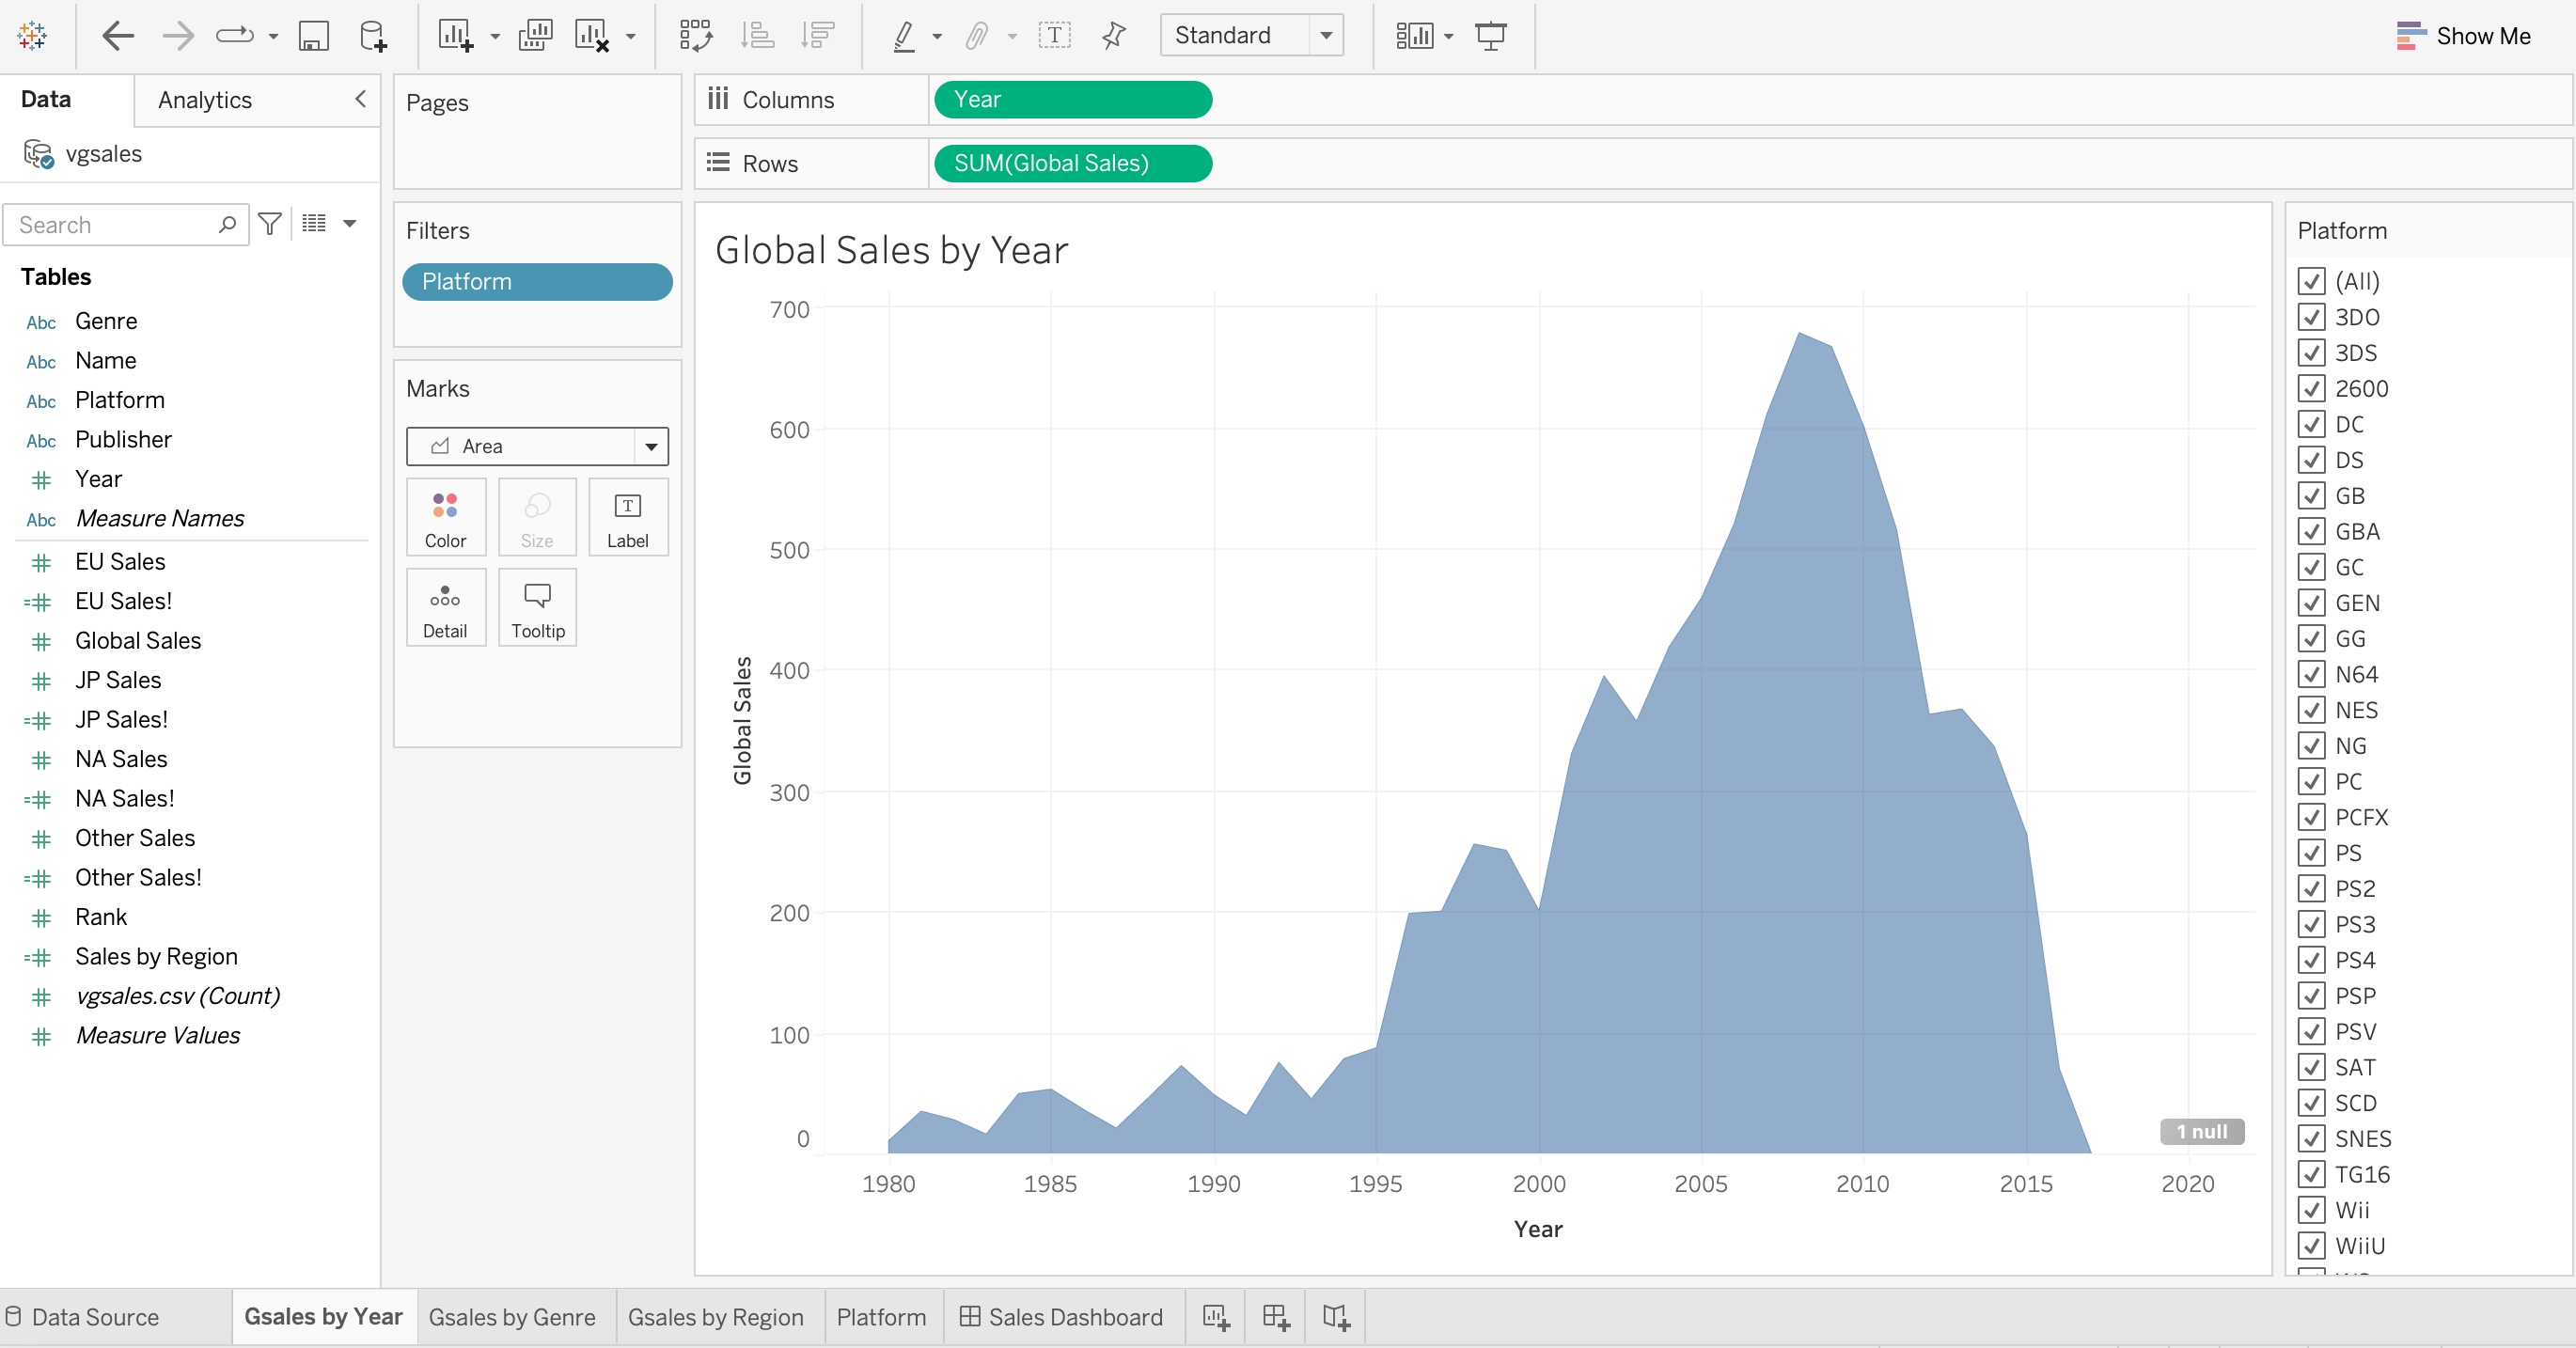 Standard
Show Me
Data
Analytics
vgsales
Search
Tables
Abc Genre
Abc Name
Abc Platform
Abc Publisher
# Year
Abc Measure Names
# EU Sales
=# EU Sales!
# Global Sales
# JP Sales
=# JP Sales!
# NA Sales
=# NA Sales!
# Other Sales
=# Other Sales!
# Rank
=# Sales by Region
# vgsales.csv (Count)
# Measure Values
Pages
Filters
Platform
Marks
Area
Color
Size
T
Label
Detail
Tooltip
Columns
Year
Rows
SUM(Global Sales)
Global Sales by Year
700
600
500
400
300
200
100
0
Global Sales
1 null
1980 1985 1990 1995 2000 2005 2010 2015 2020
Year
Platform
(All)
3DO
3DS
2600
DC
DS
GB
GBA
GC
GEN
GG
N64
NES
NG
PC
PCFX
PS
PS2
PS3
PS4
PSP
PSV
SAT
SCD
SNES
TG16
Wii
WiiU
Data Source
Gsales by Year
Gsales by Genre
Gsales by Region
Platform
Sales Dashboard